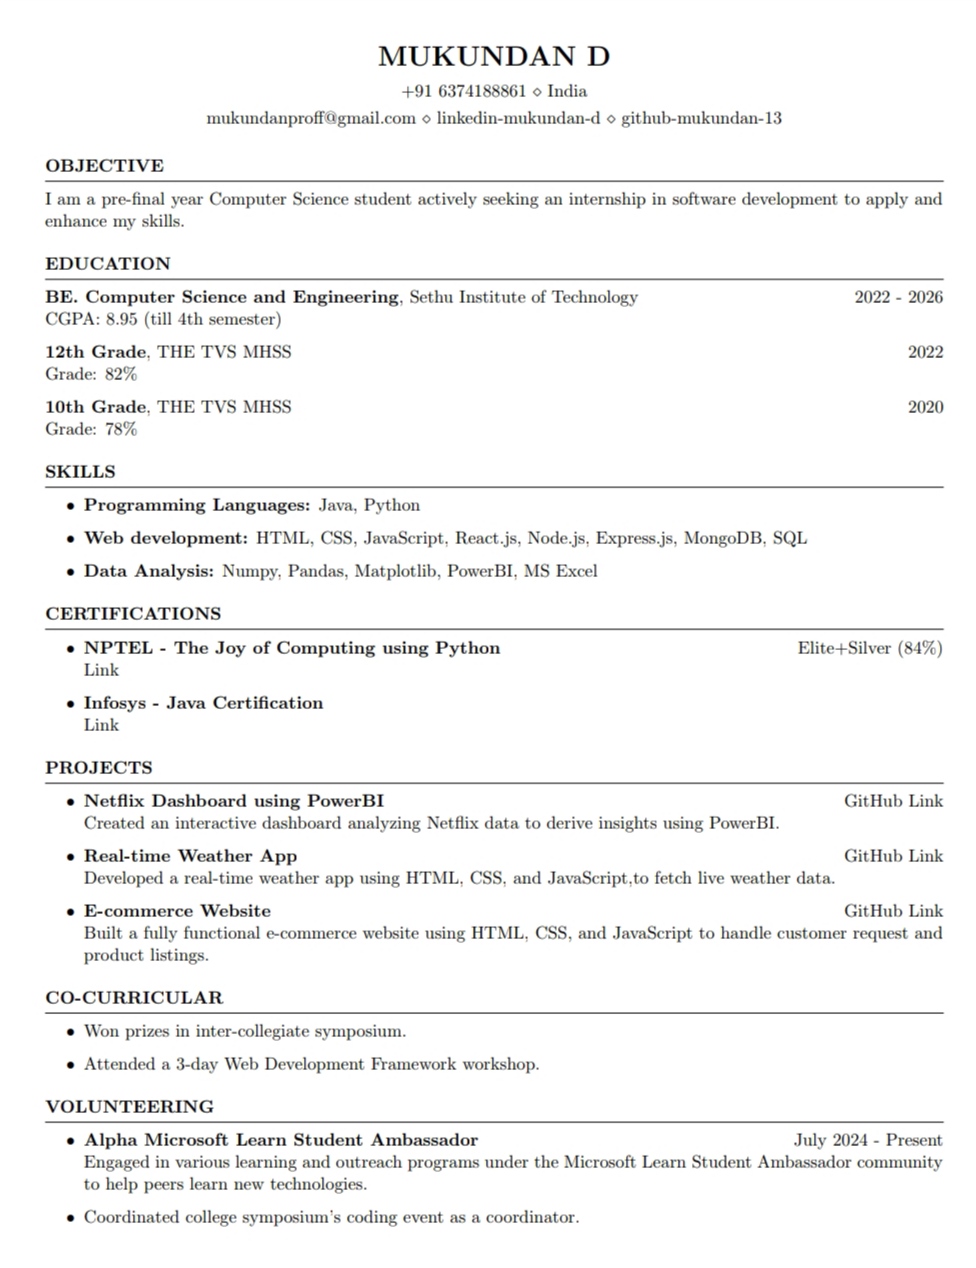 MUKUNDAN D
+91 6374188861 ⋄ India
mukundanproff@gmail.com ⋄ linkedin-mukundan-d ⋄ github-mukundan-13
OBJECTIVE
I am a pre-final year Computer Science student actively seeking an internship in software development to apply and
enhance my skills.
EDUCATION
BE. Computer Science and Engineering, Sethu Institute of Technology 2022 - 2026
CGPA: 8.95 (till 4th semester)
12th Grade, THE TVS MHSS 2022
Grade: 82%
10th Grade, THE TVS MHSS 2020
Grade: 78%
SKILLS
• Programming Languages: Java, Python
• Web development: HTML, CSS, JavaScript, React.js, Node.js, Express.js, MongoDB, SQL
• Data Analysis: Numpy, Pandas, Matplotlib, PowerBI, MS Excel
CERTIFICATIONS
• NPTEL - The Joy of Computing using Python Elite+Silver (84%)
Link
• Infosys - Java Certification
Link
PROJECTS
• Netflix Dashboard using PowerBI GitHub Link
Created an interactive dashboard analyzing Netflix data to derive insights using PowerBI.
• Real-time Weather App GitHub Link
Developed a real-time weather app using HTML, CSS, and JavaScript,to fetch live weather data.
• E-commerce Website GitHub Link
Built a fully functional e-commerce website using HTML, CSS, and JavaScript to handle customer request and
product listings.
CO-CURRICULAR
• Won prizes in inter-collegiate symposium.
• Attended a 3-day Web Development Framework workshop.
VOLUNTEERING
• Alpha Microsoft Learn Student Ambassador July 2024 - Present
Engaged in various learning and outreach programs under the Microsoft Learn Student Ambassador community
to help peers learn new technologies.
• Coordinated college symposium's coding event as a coordinator.